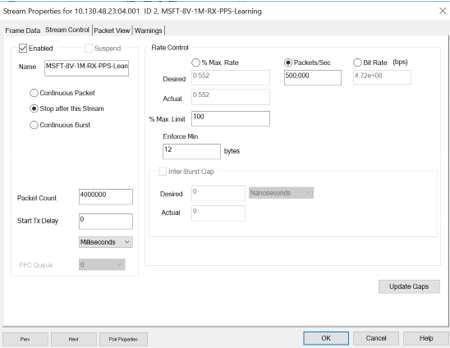 Stream Properties for 10.130.48.23:04.001 ID 2, MSFT-8V-1M-RX-PPS-Learning
Frame Data Stream Control Packet View Warnings
Enabled Suspend
Name MSFT-8V-1M-RX-PPS-Lean
Continuous Packet
Stop after this Stream
Continuous Burst
Packet Count 4000000
Start Tx Delay 0
Milliseconds
PFC Queue 0
Rate Control
% Max. Rate Packets/Sec Bit Rate (bps)
Desired 0.552 500,000 4.72e+08
Actual 0.552
% Max. Limit 100
Enforce Min.
12 bytes
Inter-Burst Gap
Desired 0 Nanoseconds
Actual 0
Update Gaps
Prev Next Port Properties OK Cancel Help